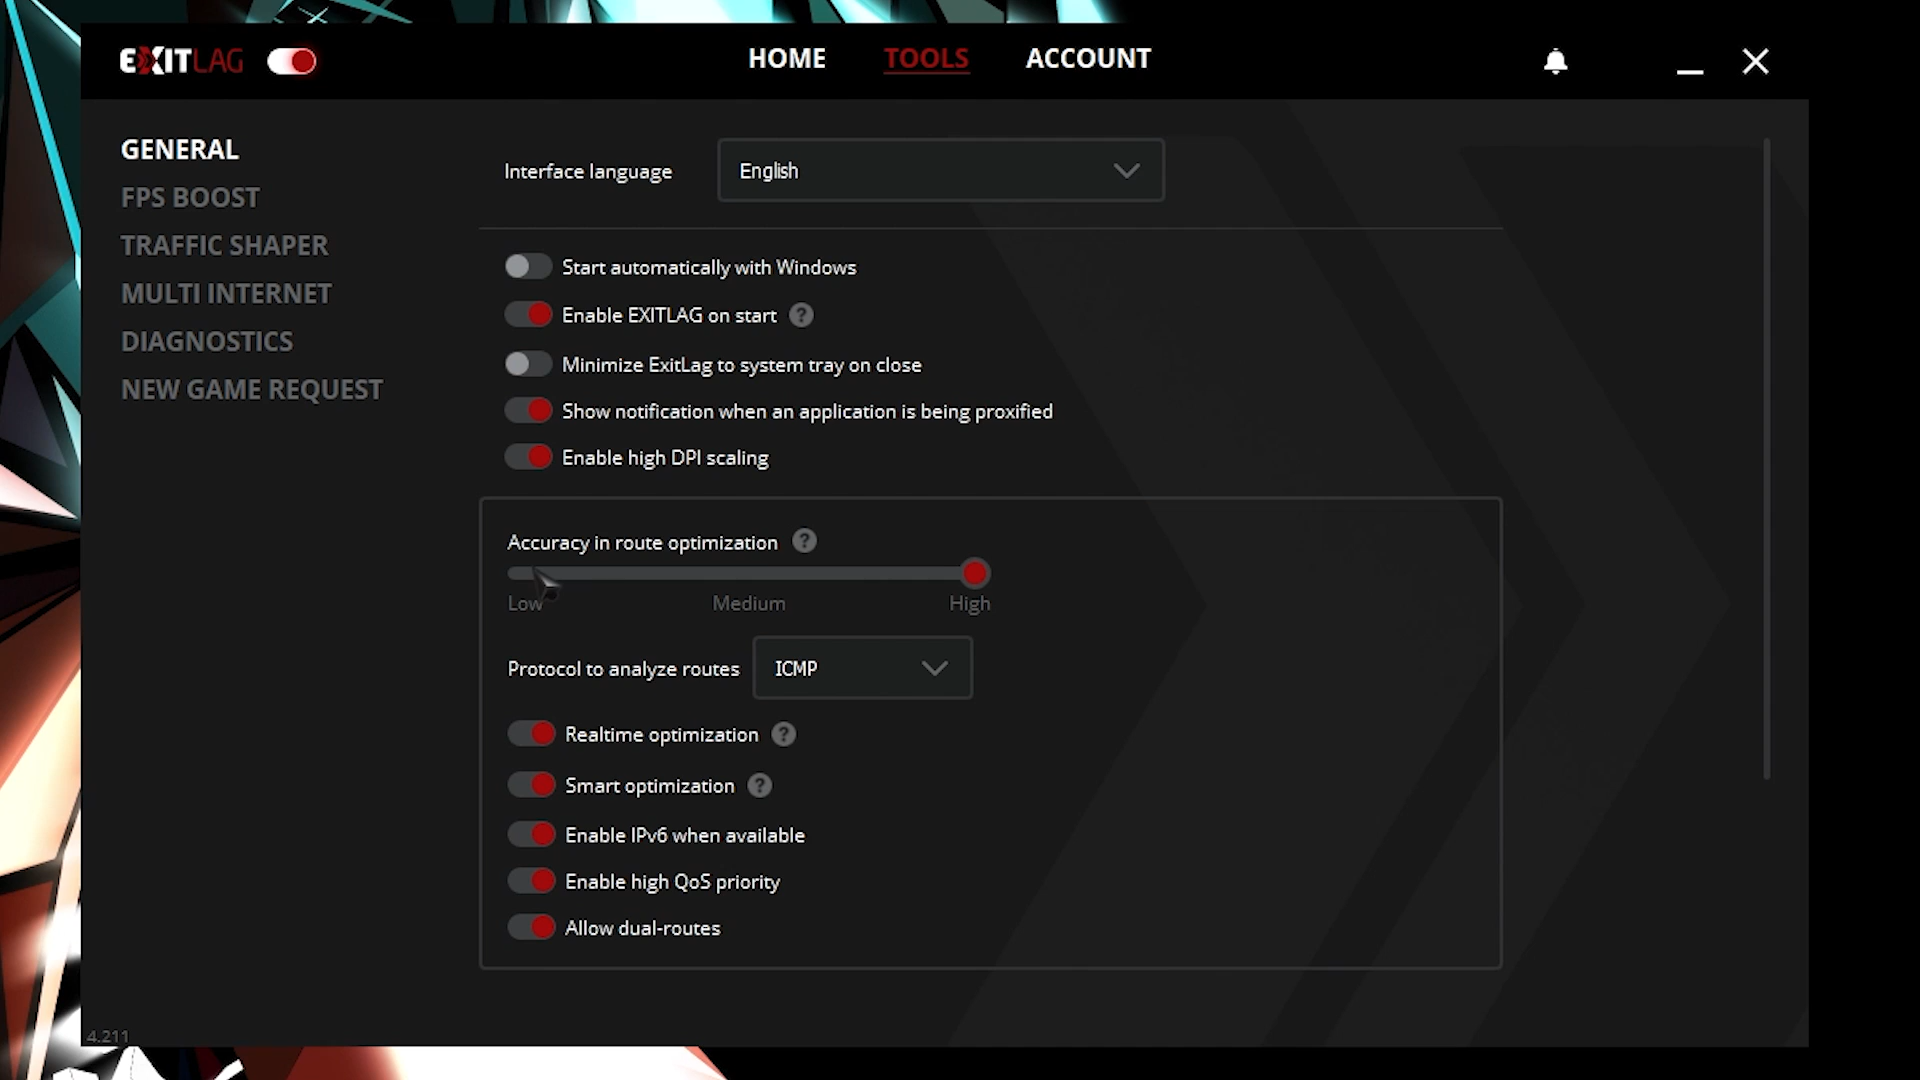 EXITLAG
HOME
TOOLS
ACCOUNT
GENERAL
FPS BOOST
TRAFFIC SHAPER
MULTI INTERNET
DIAGNOSTICS
NEW GAME REQUEST
Interface language
English
Start automatically with Windows
Enable EXITLAG on start ?
Minimize ExitLag to system tray on close
Show notification when an application is being proxified
Enable high DPI scaling
Accuracy in route optimization ?
Low Medium High
Protocol to analyze routes ICMP
Realtime optimization ?
Smart optimization ?
Enable IPv6 when available
Enable high QoS priority
Allow dual-routes
4.211